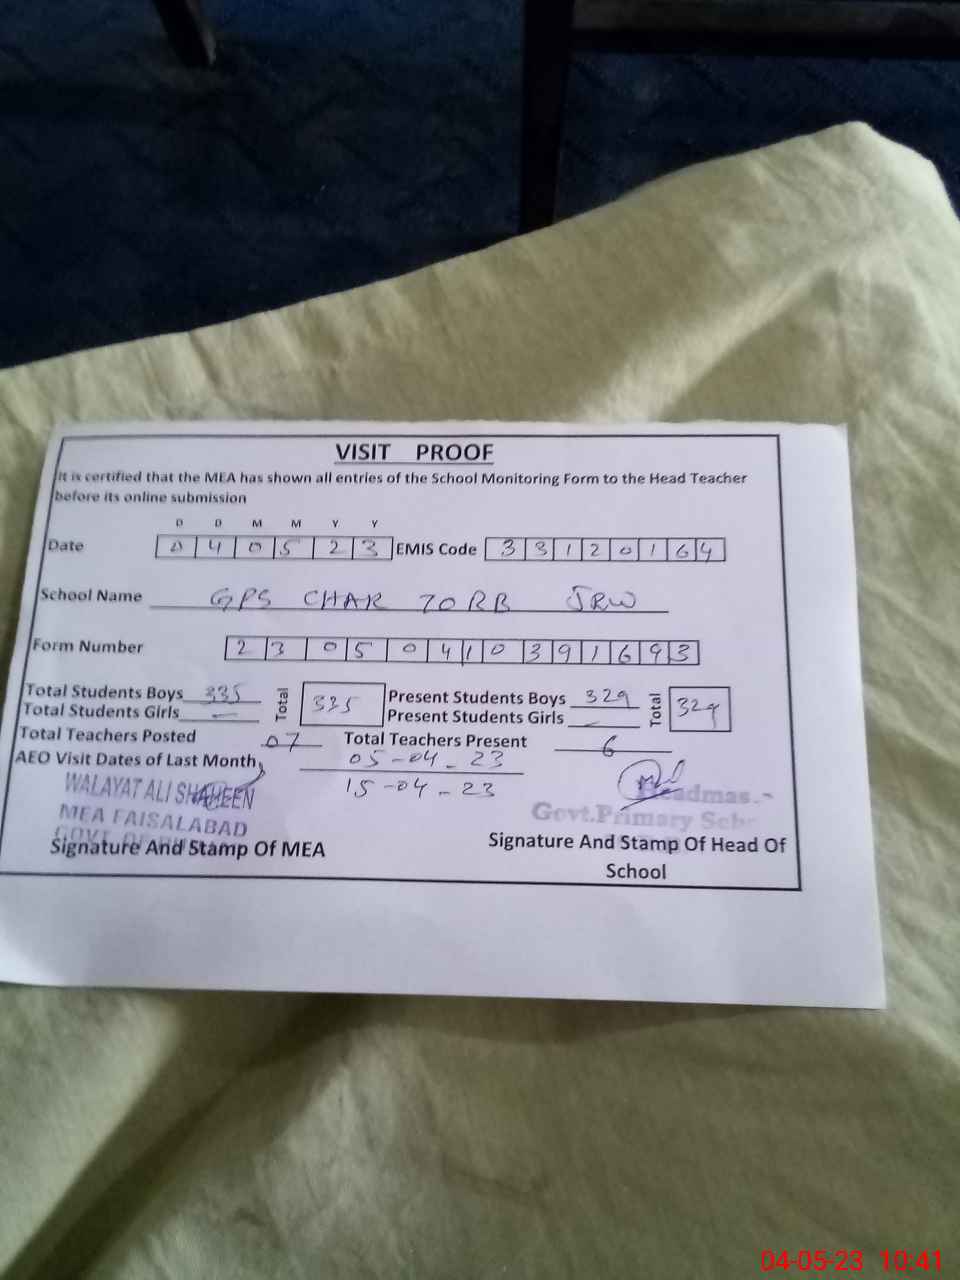 VISIT PROOF
It is certified that the MEA has shown all entries of the School Monitoring Form to the Head Teacher
before its online submission
D D M M Y Y
Date 0 4 0 5 2 3 EMIS Code 3 3 1 2 0 1 6 4
School Name GPS CHAR 70 RB JRW
Form Number 2 3 0 5 0 4 1 0 3 9 1 6 9 3
Total Students Boys 335 Total 335 Present Students Boys 329 Total 329
Total Students Girls — Present Students Girls —
Total Teachers Posted 07 Total Teachers Present 6
AEO Visit Dates of Last Month 05-04-23
15-04-23
WALAYAT ALI SHAHEEN
MEA FAISALABAD
Headmas
Govt.Primary
Signature And Stamp Of MEA
Signature And Stamp Of Head Of
School
04-05-23 10:41